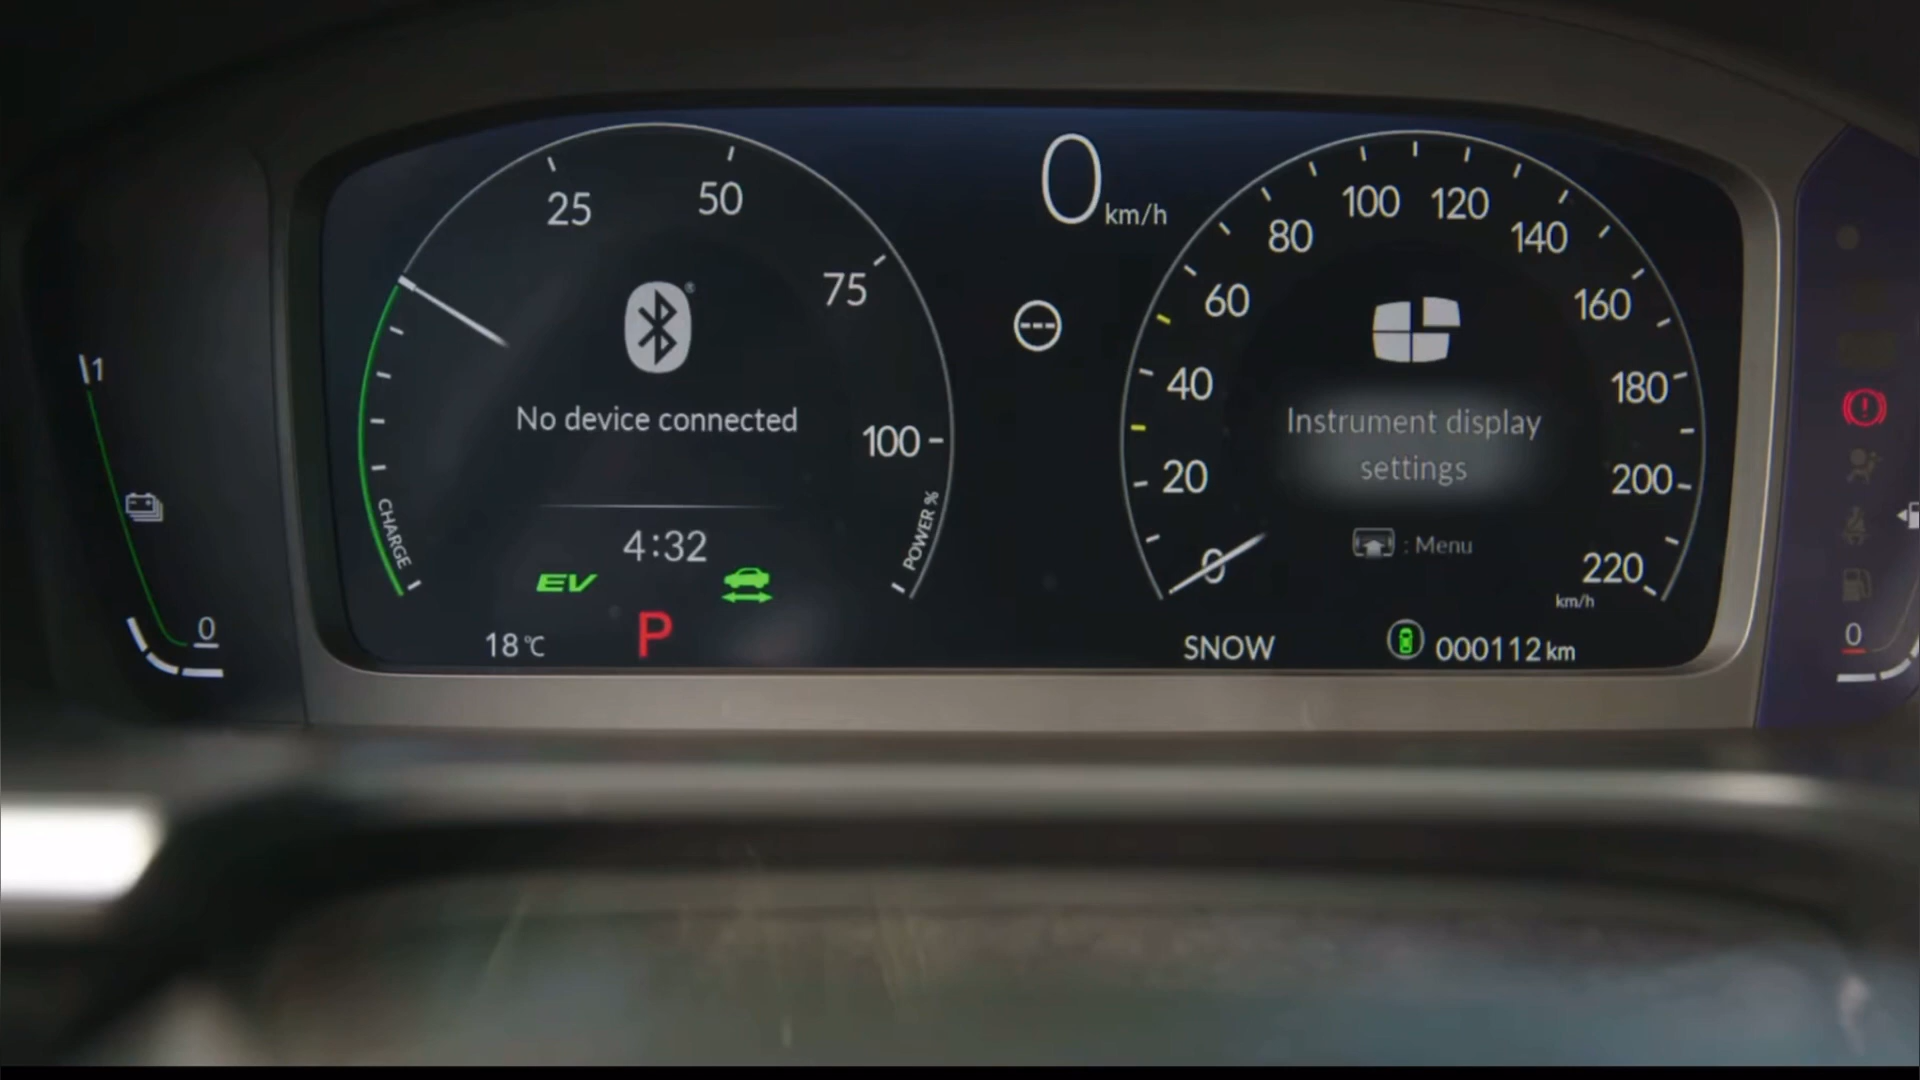 0 km/h
25
50
75
100
CHARGE
POWER %
®
No device connected
4:32
EV
18°C
P
1
0
0
20
40
60
80
100
120
140
160
180
200
220
km/h
Instrument display
settings
: Menu
SNOW
000112 km
0